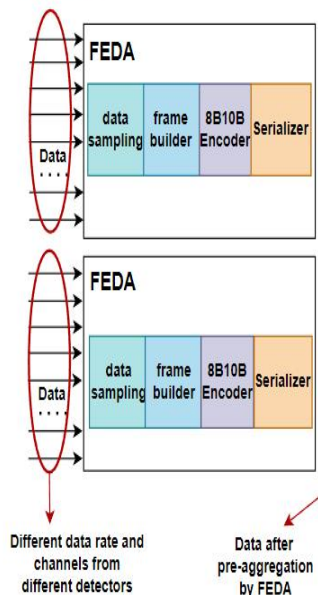 FEDA
data
sampling
frame
builder
8B10B
Encoder
Serializer
Data
....
FEDA
data
sampling
frame
builder
8B10B
Encoder
Serializer
Data
....
Different data rate and
channels from
different detectors
Data after
pre-aggregation
by FEDA